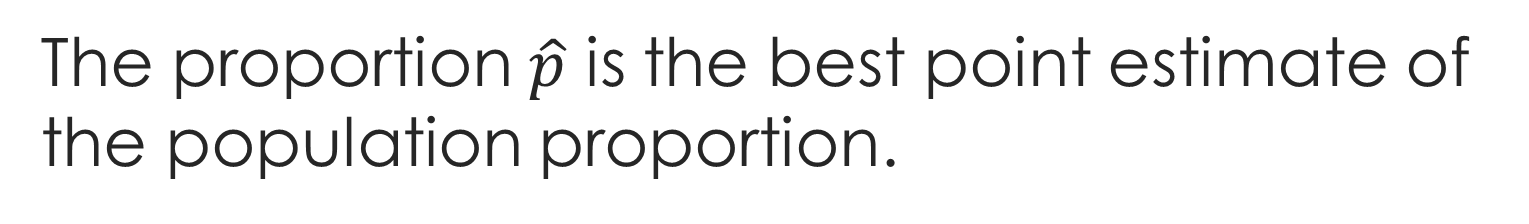 The proportion p̂ is the best point estimate of
the population proportion.